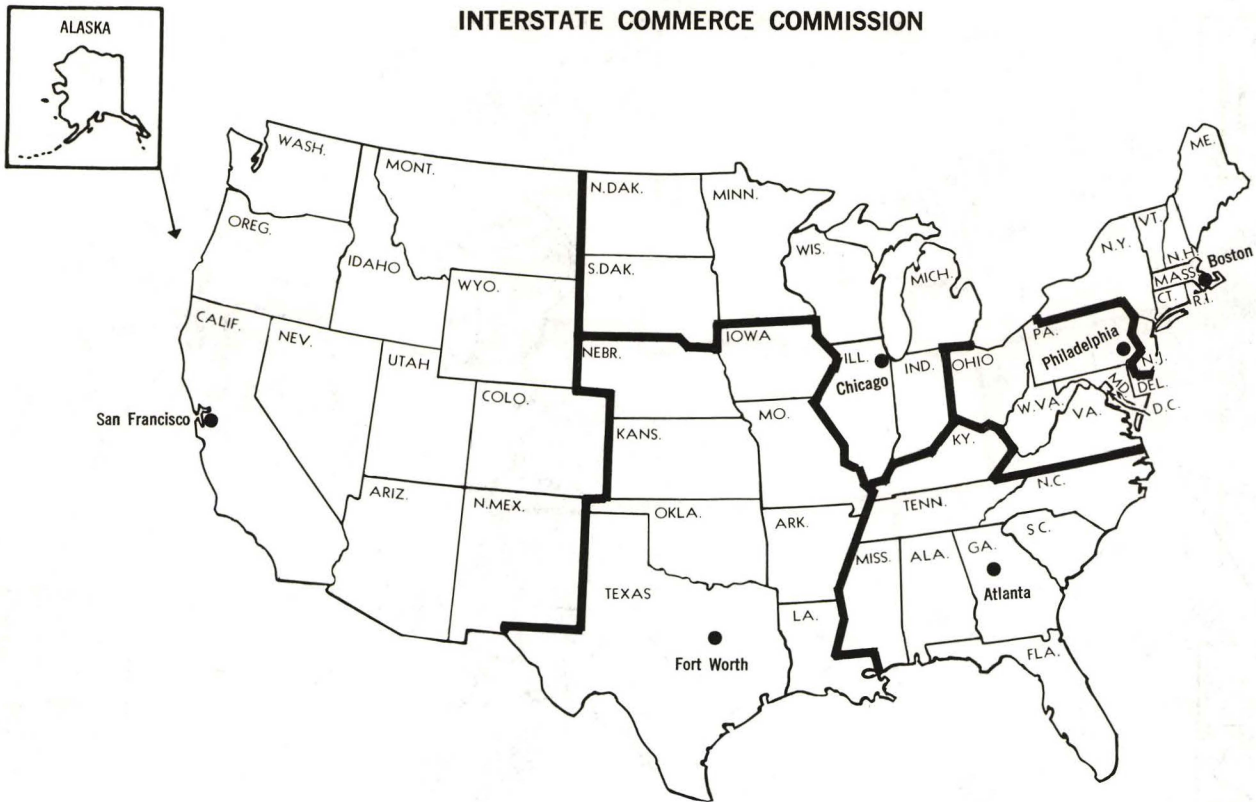 INTERSTATE COMMERCE COMMISSION
ALASKA
WASH.
MONT.
N.DAK.
MINN.
ME.
VT.
N.H.
N.Y.
OREG.
IDAHO
WYO.
S.DAK.
WIS.
MICH.
MASS
Boston
CT.
R.I.
CALIF.
NEV.
UTAH
COLO.
NEBR.
IOWA
ILL.
Chicago
IND.
OHIO
PA.
Philadelphia
N.J.
MD.
DEL.
D.C.
W.VA.
VA.
San Francisco
KANS.
MO.
KY.
ARIZ.
N.MEX.
OKLA.
ARK.
TENN.
N.C.
S C.
TEXAS
Fort Worth
LA.
MISS.
ALA.
GA.
Atlanta
FLA.